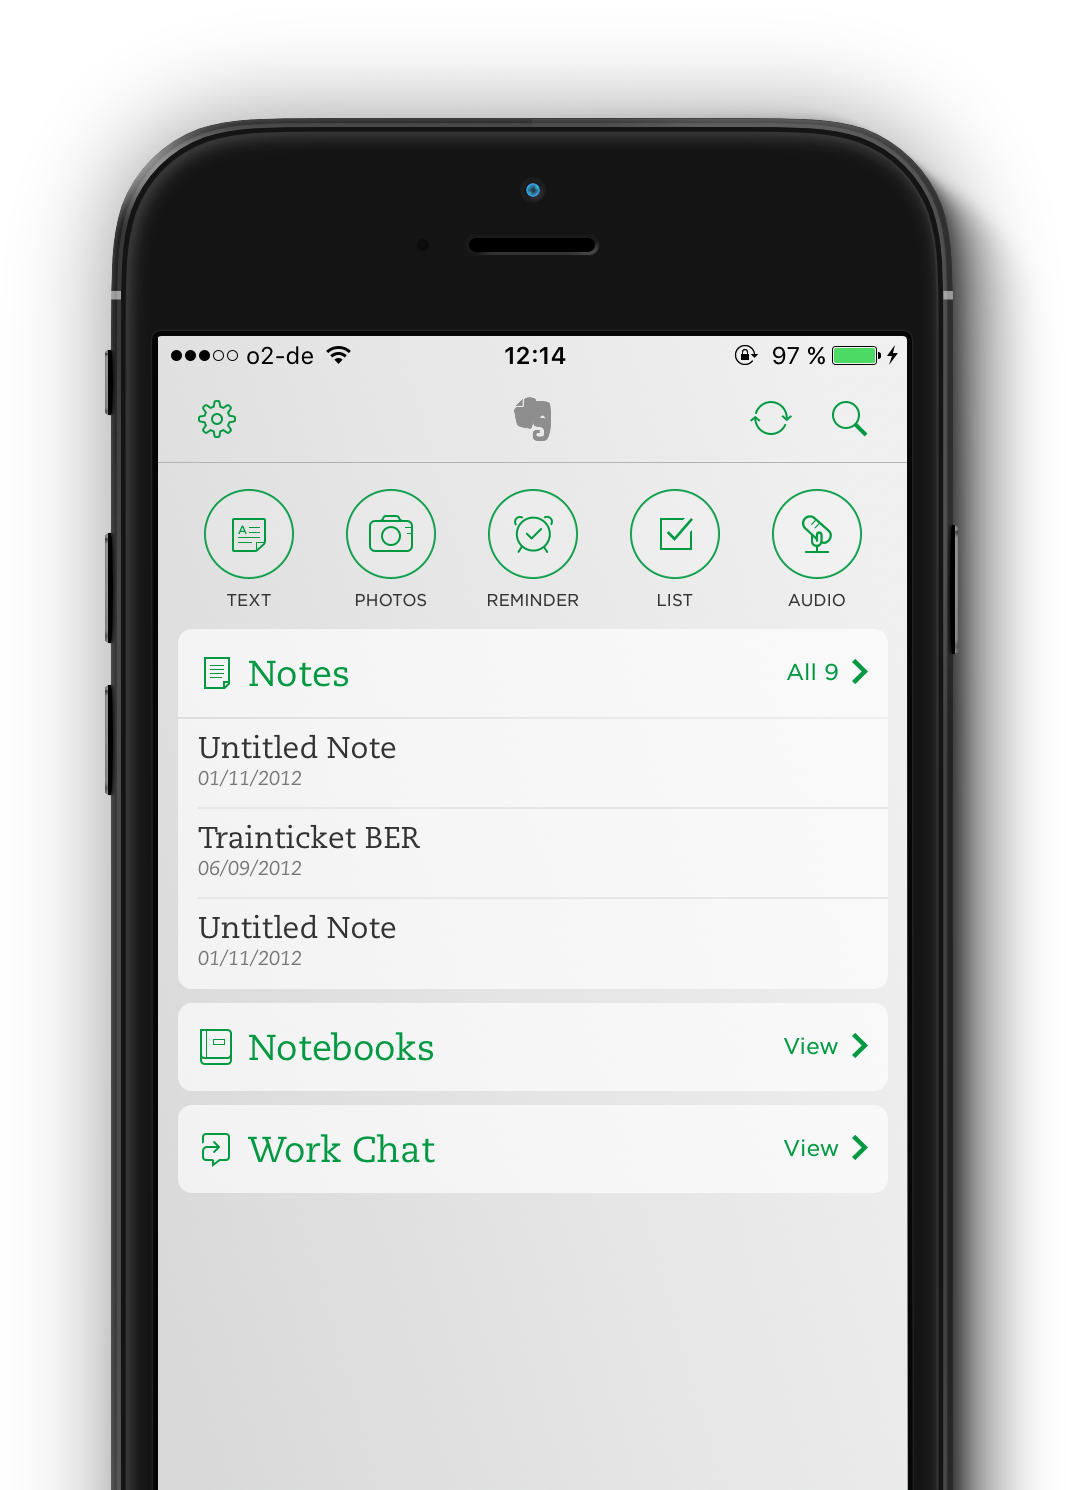 o2-de 12:14 97 %
TEXT PHOTOS REMINDER LIST AUDIO
Notes All 9
Untitled Note
01/11/2012
Trainticket BER
06/09/2012
Untitled Note
01/11/2012
Notebooks View
Work Chat View